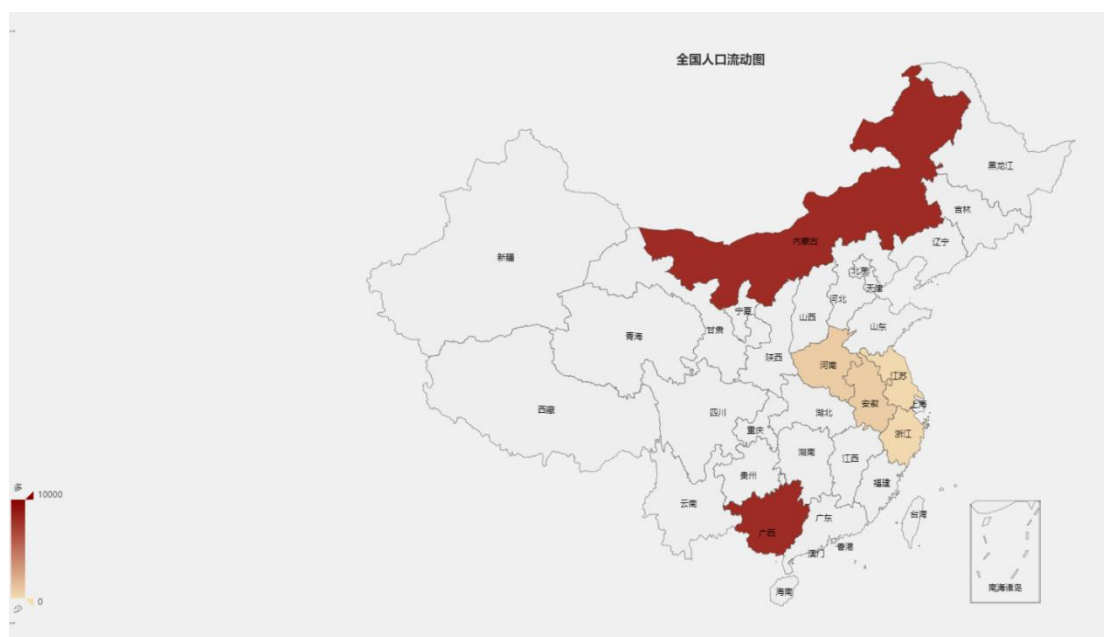 全国人口流动图
黑龙江
吉林
辽宁
内蒙古
新疆
北京
天津
河北
山西
宁夏
山东
甘肃
青海
陕西
河南
江苏
安徽
上海
西藏
四川
湖北
重庆
浙江
湖南
江西
贵州
福建
云南
广西
广东
台湾
香港
澳门
海南
南海诸岛
多
10000
0
少